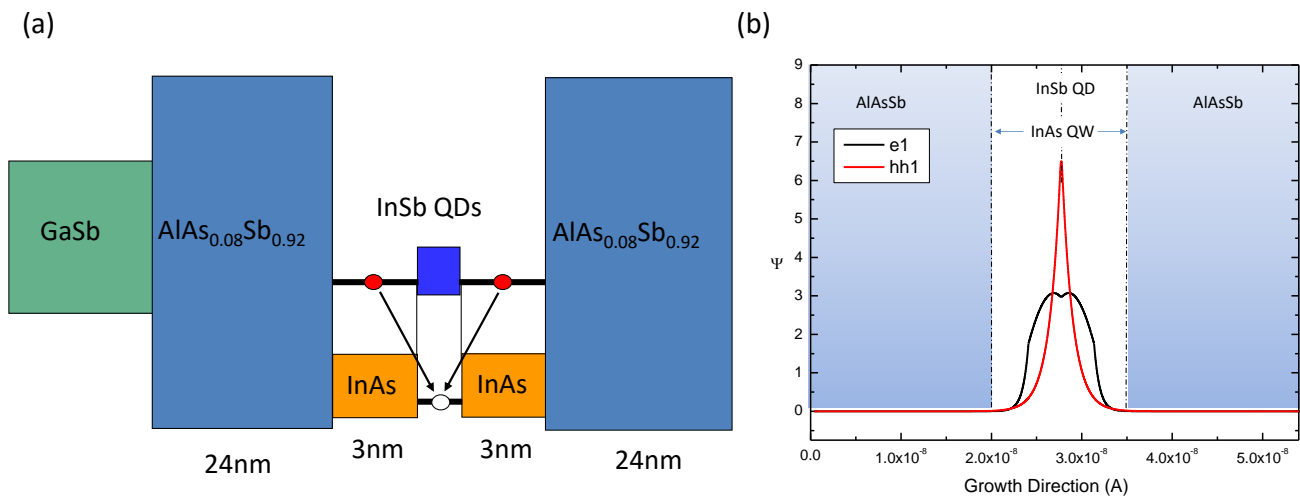 (a)
GaSb
AlAs0.08Sb0.92
InSb QDs
AlAs0.08Sb0.92
InAs
InAs
24nm
3nm
3nm
24nm
(b)
9
8
7
6
5
4
3
2
1
0
Ψ
AlAsSb
InSb QD
AlAsSb
InAs QW
e1
hh1
0.0
1.0x10-8
2.0x10-8
3.0x10-8
4.0x10-8
5.0x10-8
Growth Direction (A)